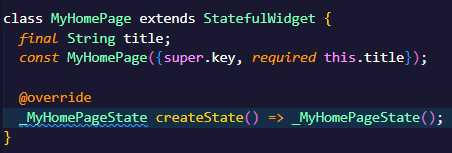 class MyHomePage extends StatefulWidget {
  final String title;
  const MyHomePage({super.key, required this.title});

  @override
  _MyHomePageState createState() => _MyHomePageState();
}